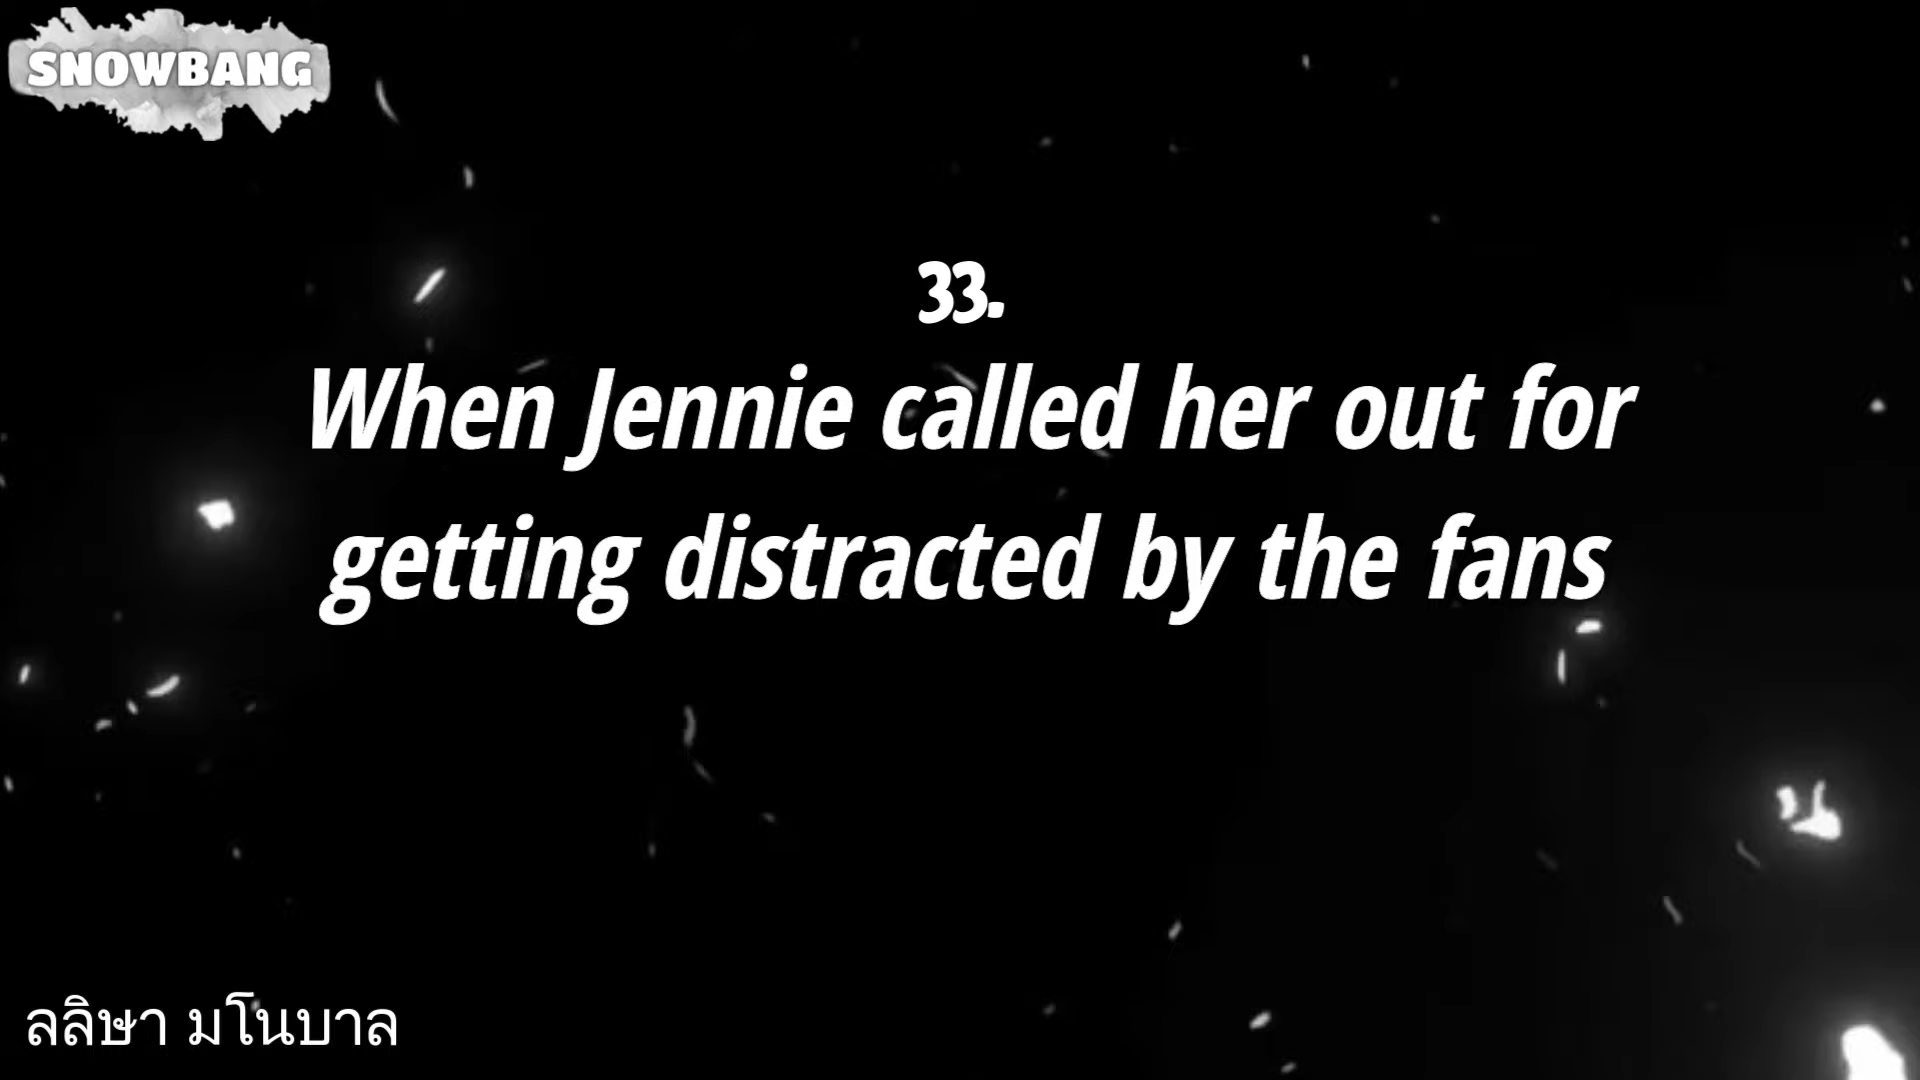 SNOWBANG
33.
When Jennie called her out for
getting distracted by the fans
ลลิษา มโนบาล